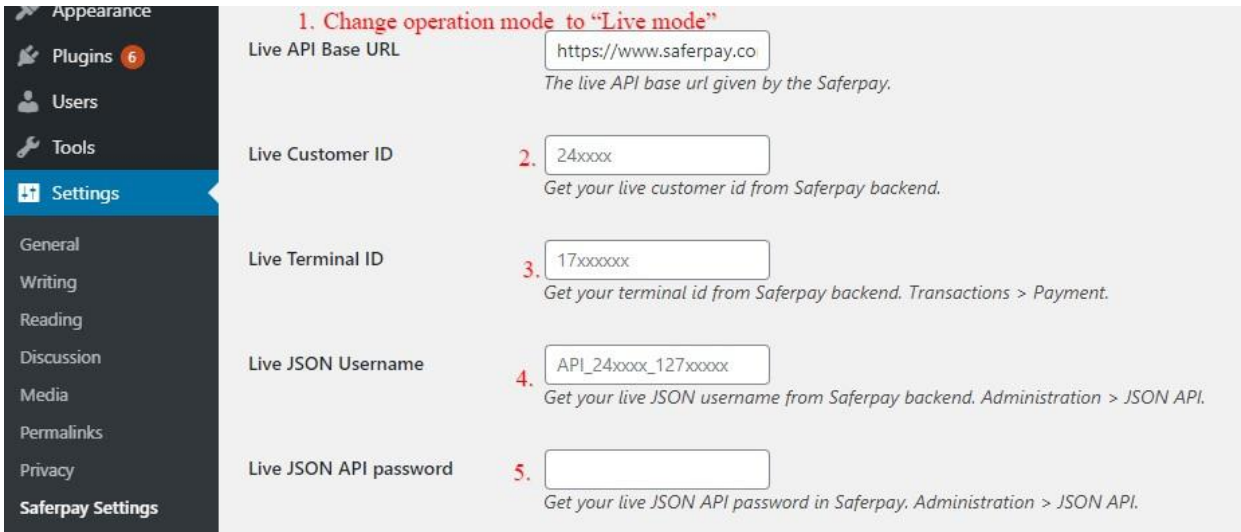 Appearance
Plugins 6
Users
Tools
Settings
General
Writing
Reading
Discussion
Media
Permalinks
Privacy
Saferpay Settings
1. Change operation mode to “Live mode”
Live API Base URL
https://www.saferpay.co
The live API base url given by the Saferpay.
Live Customer ID
2. 24xxxx
Get your live customer id from Saferpay backend.
Live Terminal ID
3. 17xxxxxx
Get your terminal id from Saferpay backend. Transactions > Payment.
Live JSON Username
4. API_24xxxx_127xxxxx
Get your live JSON username from Saferpay backend. Administration > JSON API.
Live JSON API password
5.
Get your live JSON API password in Saferpay. Administration > JSON API.